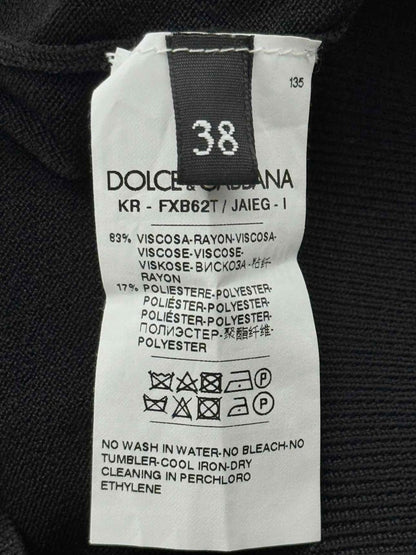 135
38
DOLCE & GABBANA
KR - FXB62T / JAIEG - I
83% VISCOSA-RAYON-VISCOSA-
VISCOSE-VISCOSE-
VISKOSE-ВИСКОЗА-粘纤
RAYON
17% POLIESTERE-POLYESTER-
POLIÉSTER-POLYESTER-
POLIÉSTER-POLYESTER-
ПОЛИЭСТЕР-聚酯纤维-
POLYESTER
P
P
NO WASH IN WATER-NO BLEACH-NO
TUMBLER-COOL IRON-DRY
CLEANING IN PERCHLORO
ETHYLENE